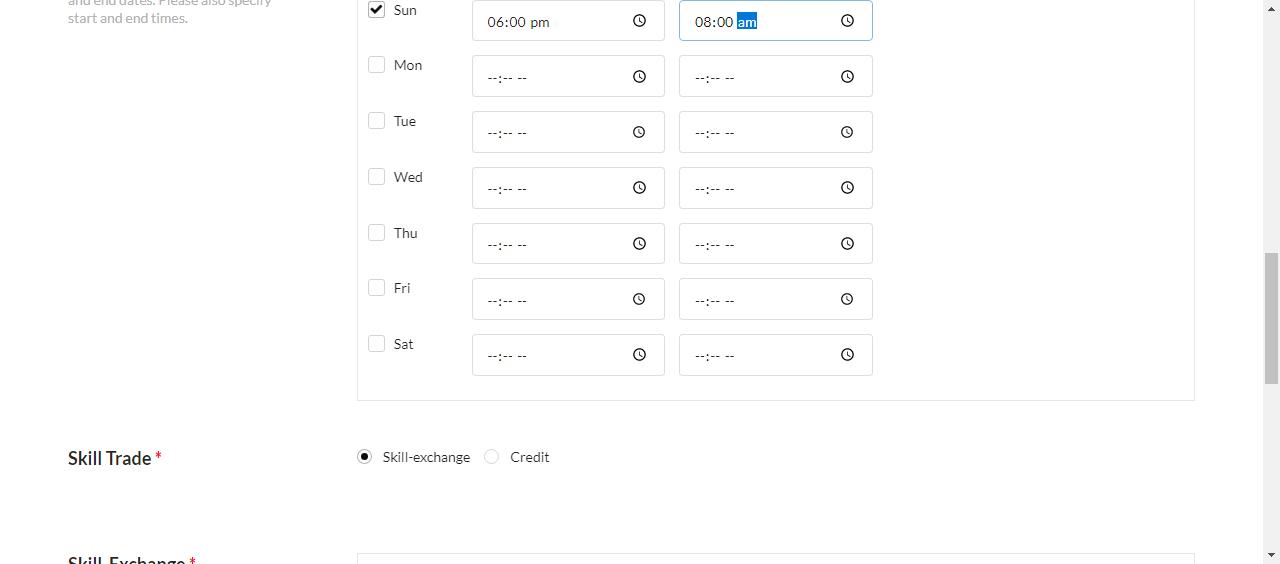 and end dates. Please also specify
start and end times.
Sun 06:00 pm 08:00 am
Mon --:-- -- --:-- --
Tue --:-- -- --:-- --
Wed --:-- -- --:-- --
Thu --:-- -- --:-- --
Fri --:-- -- --:-- --
Sat --:-- -- --:-- --
Skill Trade * Skill-exchange Credit
Skill-Exchange *